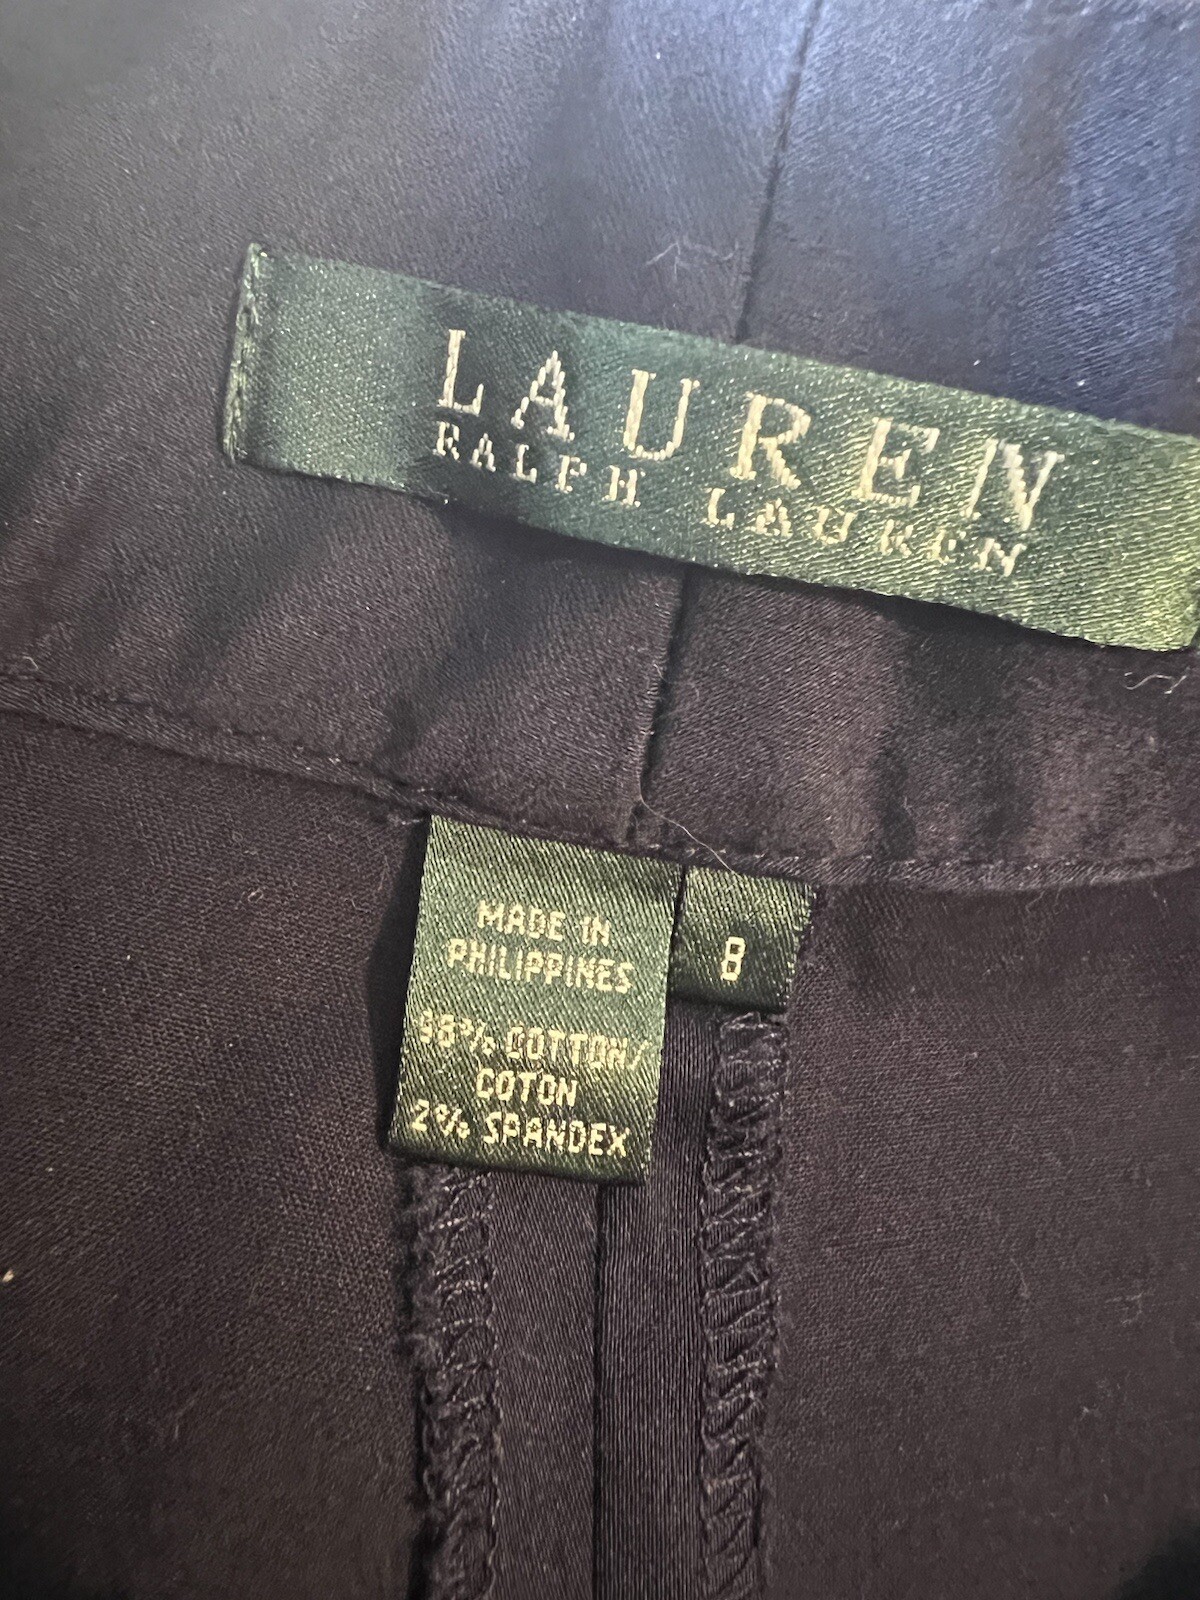 LAUREN
RALPH LAUREN
MADE IN
PHILIPPINES
98% COTTON/
COTON
2% SPANDEX
8